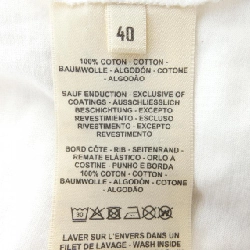 40
100% COTON - COTTON -
BAUMWOLLE - ALGODÓN - COTONE
- ALGODÃO
SAUF ENDUCTION - EXCLUSIVE OF
COATINGS - AUSSCHLIESSLICH
BESCHICHTUNG - EXCEPTO
REVESTIMIENTO - ESCLUSO
RIVESTIMENTO - EXCEPTO
REVESTIMENTO
BORD CÔTE - RIB - SEITENRAND -
REMATE ELÁSTICO - ORLO A
COSTINE - PUNHO E BORDA
100% COTON - COTTON -
BAUMWOLLE - ALGODÓN - COTONE
- ALGODÃO
30
LAVER SUR L'ENVERS DANS UN
FILET DE LAVAGE - WASH INSIDE